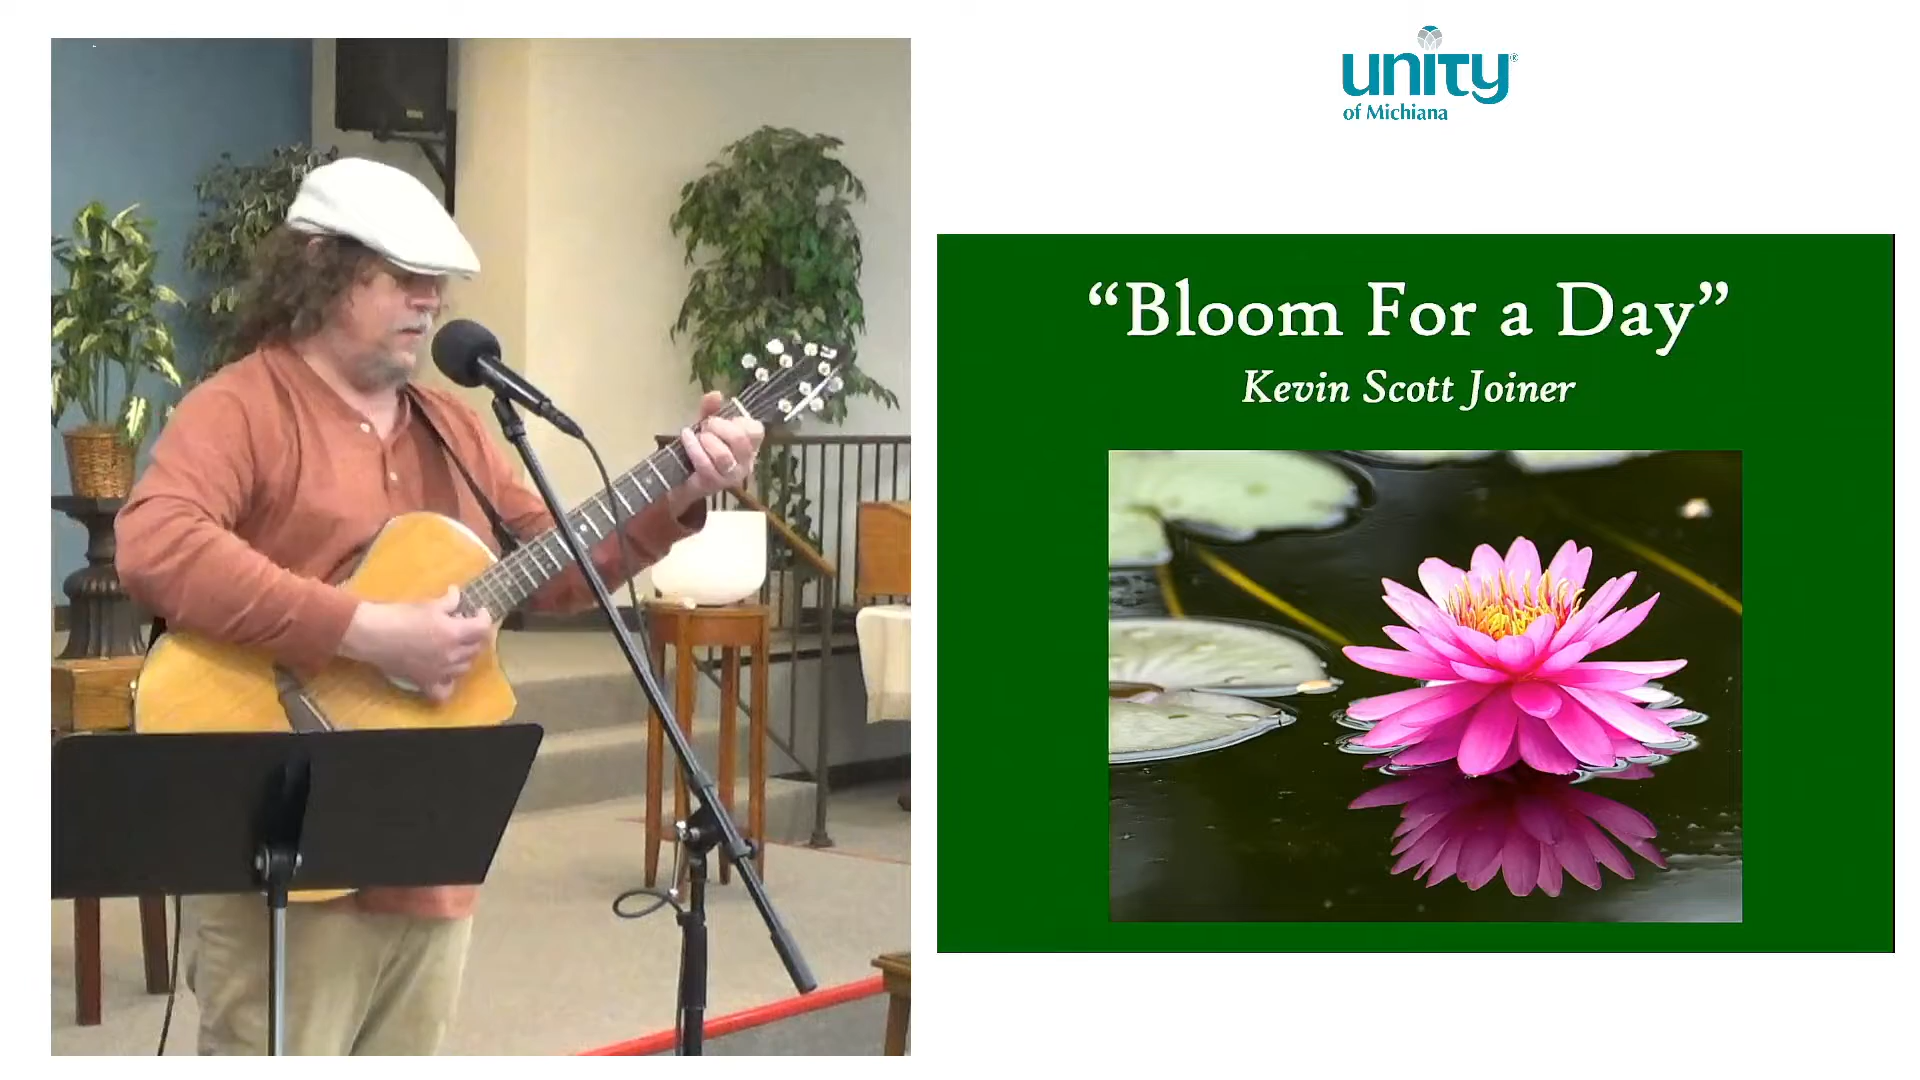 unity®
of Michiana
“Bloom For a Day”
Kevin Scott Joiner